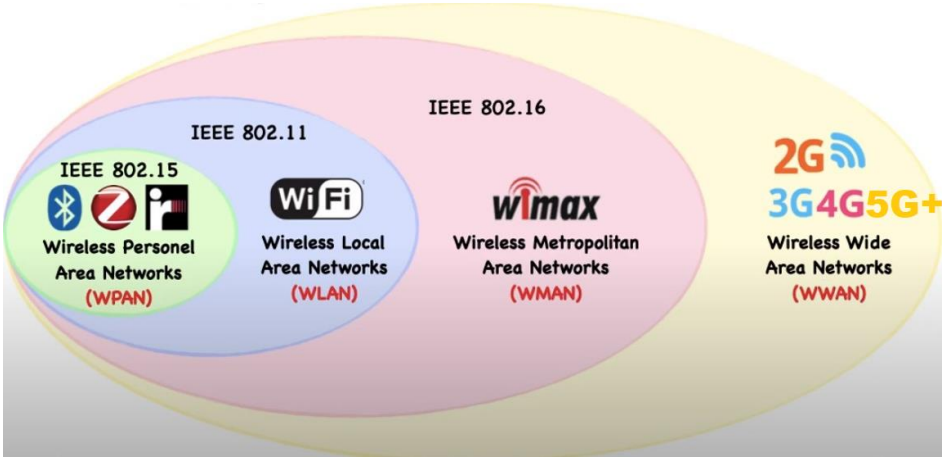 IEEE 802.15
ir
Wireless Personel
Area Networks
(WPAN)
IEEE 802.11
WiFi
Wireless Local
Area Networks
(WLAN)
IEEE 802.16
wimax
Wireless Metropolitan
Area Networks
(WMAN)
2G
3G4G5G+
Wireless Wide
Area Networks
(WWAN)